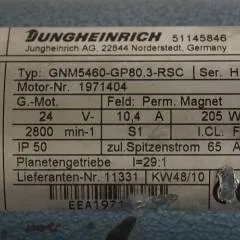 JUNGHEINRICH 51145846
Jungheinrich AG, 22844 Norderstedt, Germany
Typ: GNM5460-GP80.3-RSC Ser. H
Motor-Nr. 1971404
G.-Mot. Feld: Perm. Magnet
24 V- 10,4 A 205 W
2800 min-1 S1 I.CL. F
IP 50 zul.Spitzenstrom 65 A
Planetengetriebe I=29:1
Lieferanten-Nr. 11331 KW48/10
EEA1971